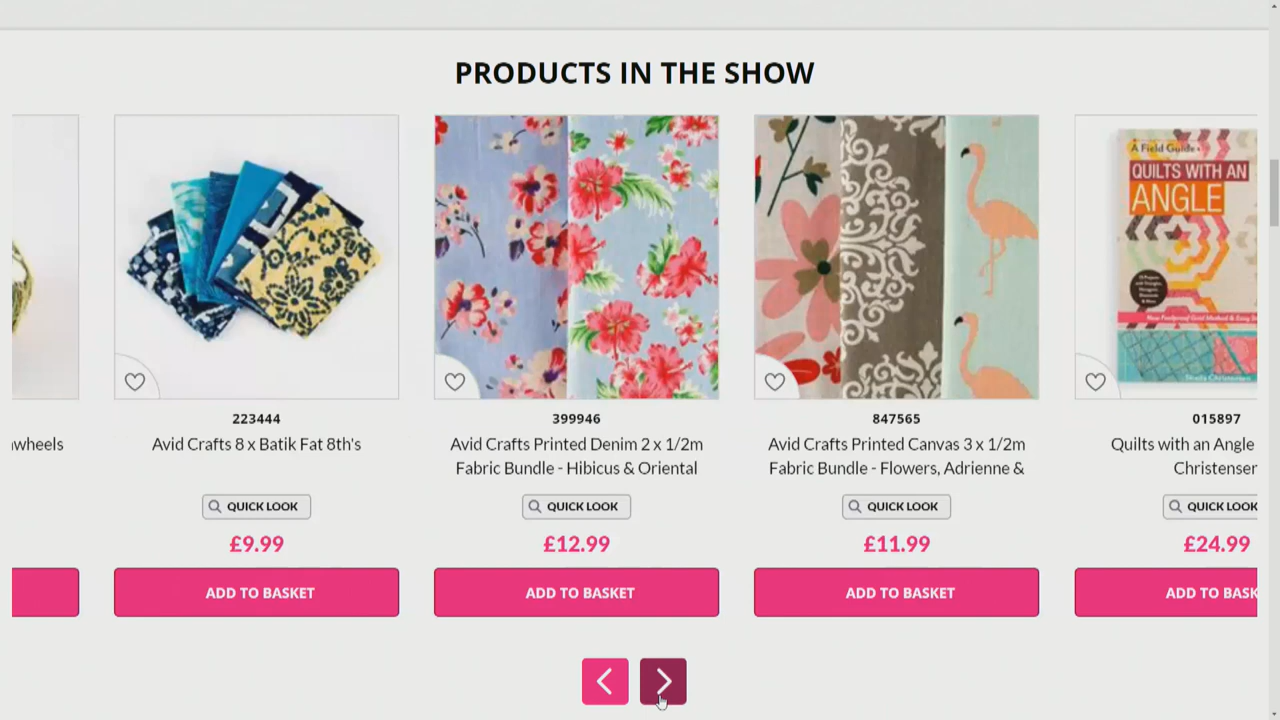 PRODUCTS IN THE SHOW
A Field Guide
QUILTS WITH AN
ANGLE
Sheila Christensen
223444
399946
847565
015897
wheels
Avid Crafts 8 x Batik Fat 8th's
Avid Crafts Printed Denim 2 x 1/2m
Fabric Bundle - Hibicus & Oriental
Avid Crafts Printed Canvas 3 x 1/2m
Fabric Bundle - Flowers, Adrienne &
Quilts with an Angle
Christensen
QUICK LOOK
QUICK LOOK
QUICK LOOK
QUICK LOOK
£9.99
£12.99
£11.99
£24.99
ADD TO BASKET
ADD TO BASKET
ADD TO BASKET
ADD TO BASK